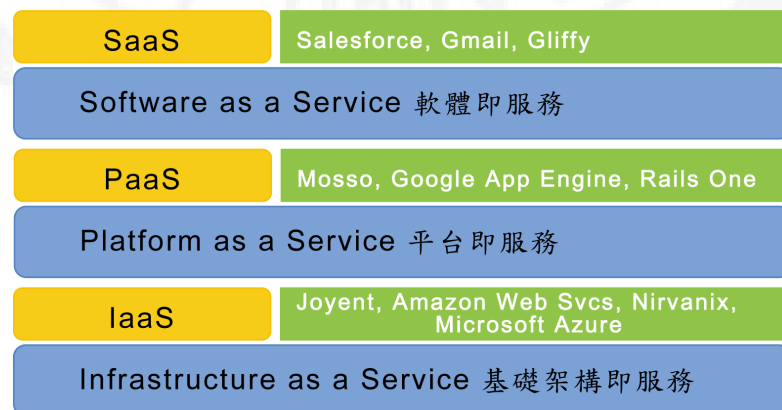 SaaS
Salesforce, Gmail, Gliffy
Software as a Service 軟體即服務
PaaS
Mosso, Google App Engine, Rails One
Platform as a Service 平台即服務
IaaS
Joyent, Amazon Web Svcs, Nirvanix,
Microsoft Azure
Infrastructure as a Service 基礎架構即服務